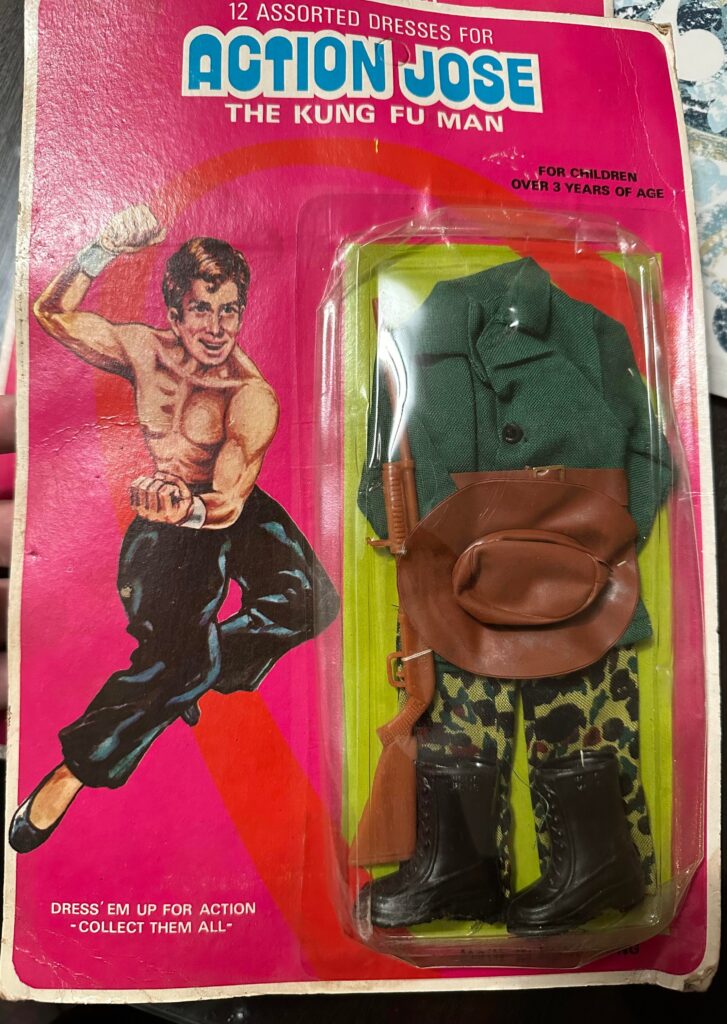 12 ASSORTED DRESSES FOR
ACTION JOSE
THE KUNG FU MAN
FOR CHILDREN
OVER 3 YEARS OF AGE
DRESS' EM UP FOR ACTION
-COLLECT THEM ALL-